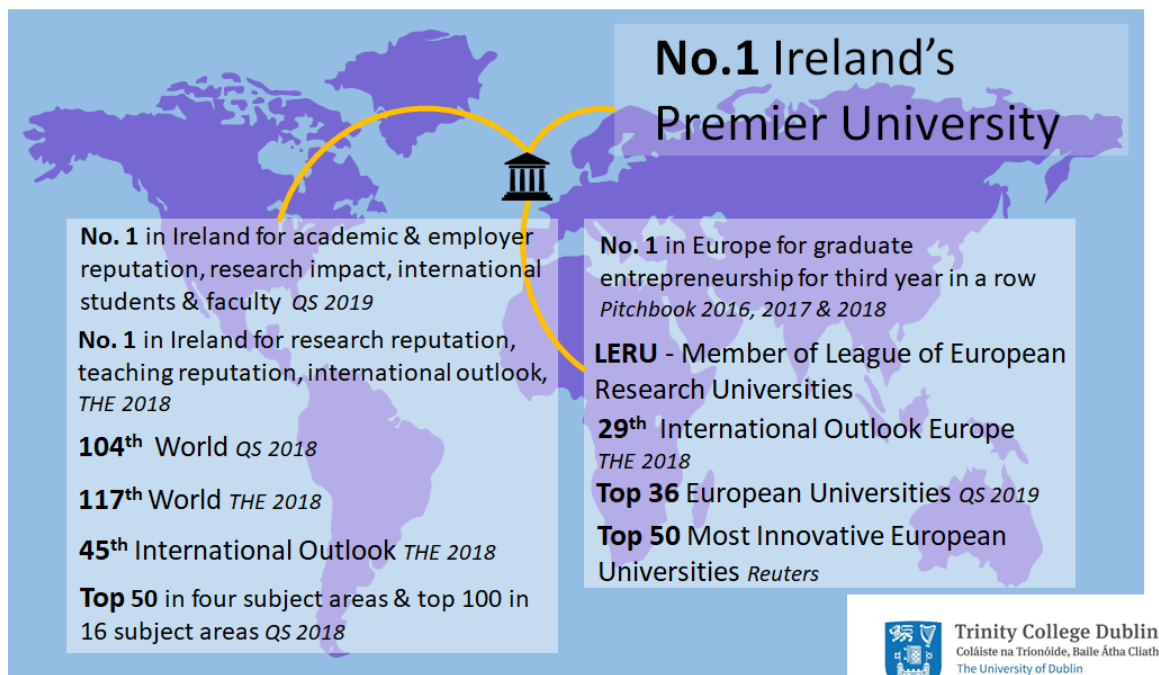 No.1 Ireland's
Premier University
No. 1 in Ireland for academic & employer
reputation, research impact, international
students & faculty QS 2019
No. 1 in Ireland for research reputation,
teaching reputation, international outlook,
THE 2018
104th World QS 2018
117th World THE 2018
45th International Outlook THE 2018
Top 50 in four subject areas & top 100 in
16 subject areas QS 2018
No. 1 in Europe for graduate
entrepreneurship for third year in a row
Pitchbook 2016, 2017 & 2018
LERU - Member of League of European
Research Universities
29th International Outlook Europe
THE 2018
Top 36 European Universities QS 2019
Top 50 Most Innovative European
Universities Reuters
Trinity College Dublin
Coláiste na Tríonóide, Baile Átha Cliath
The University of Dublin